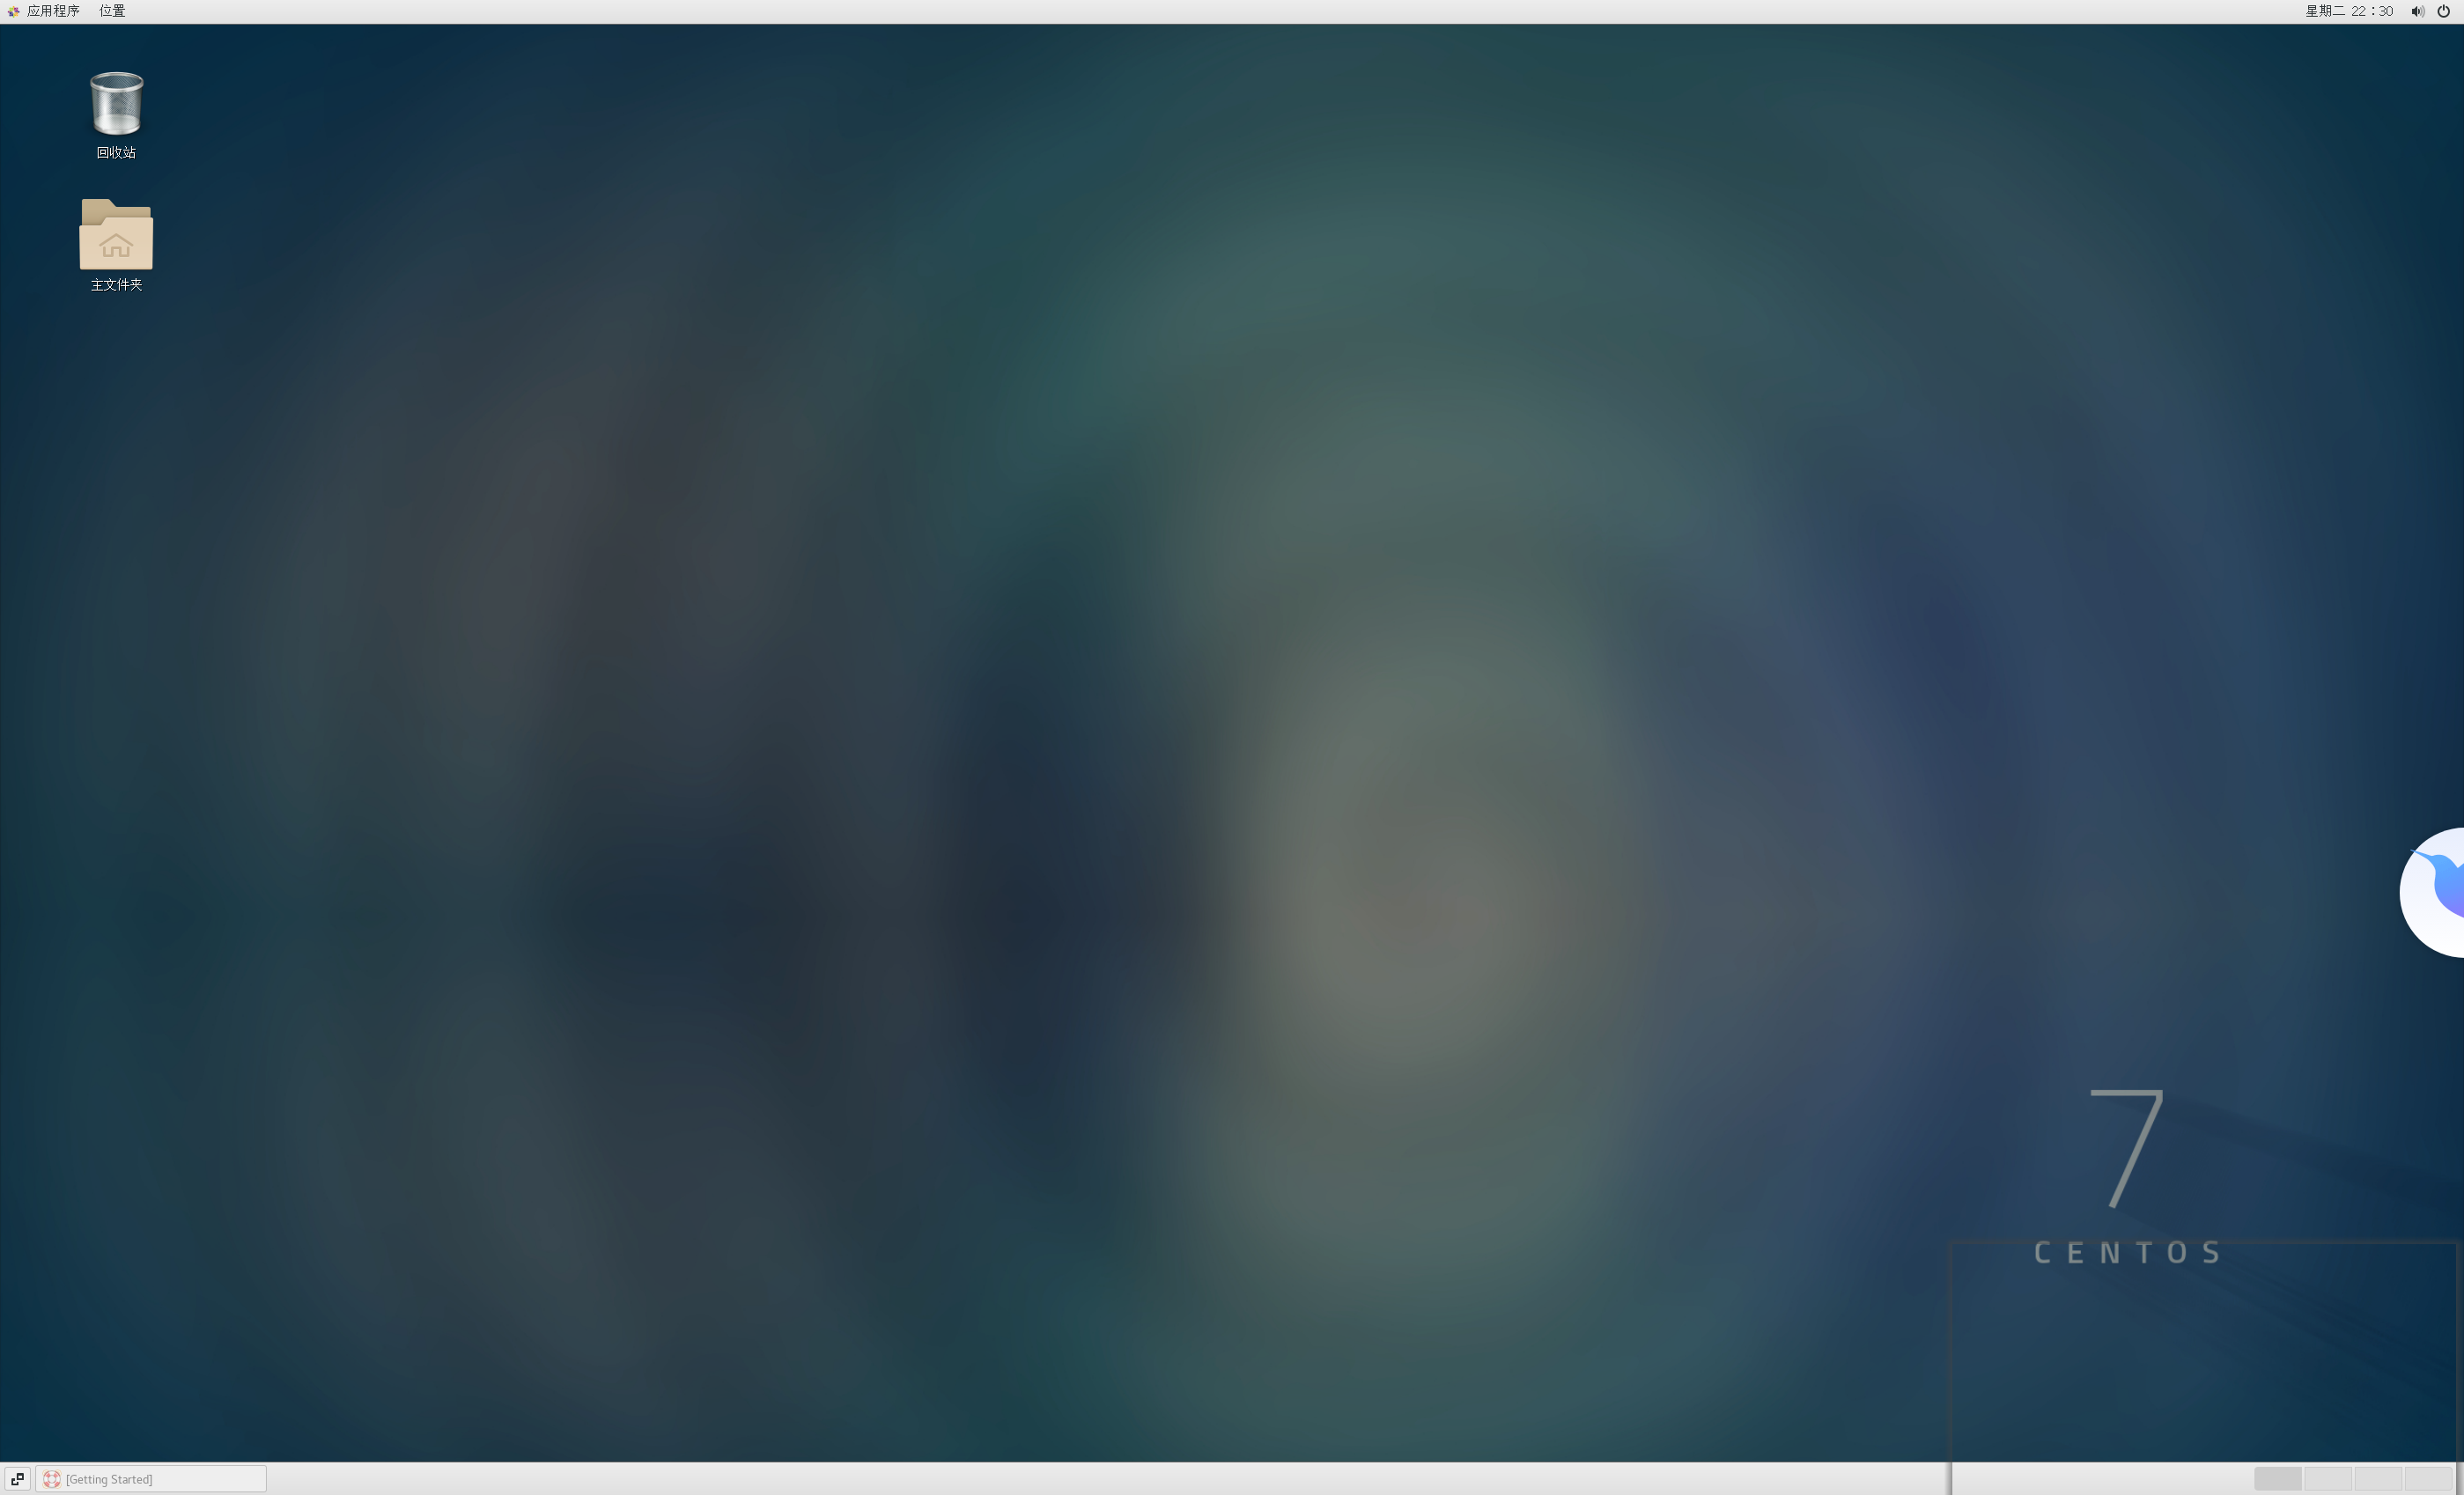 应用程序 位置 星期二 22：30
回收站
主文件夹
7
CENTOS
[Getting Started]